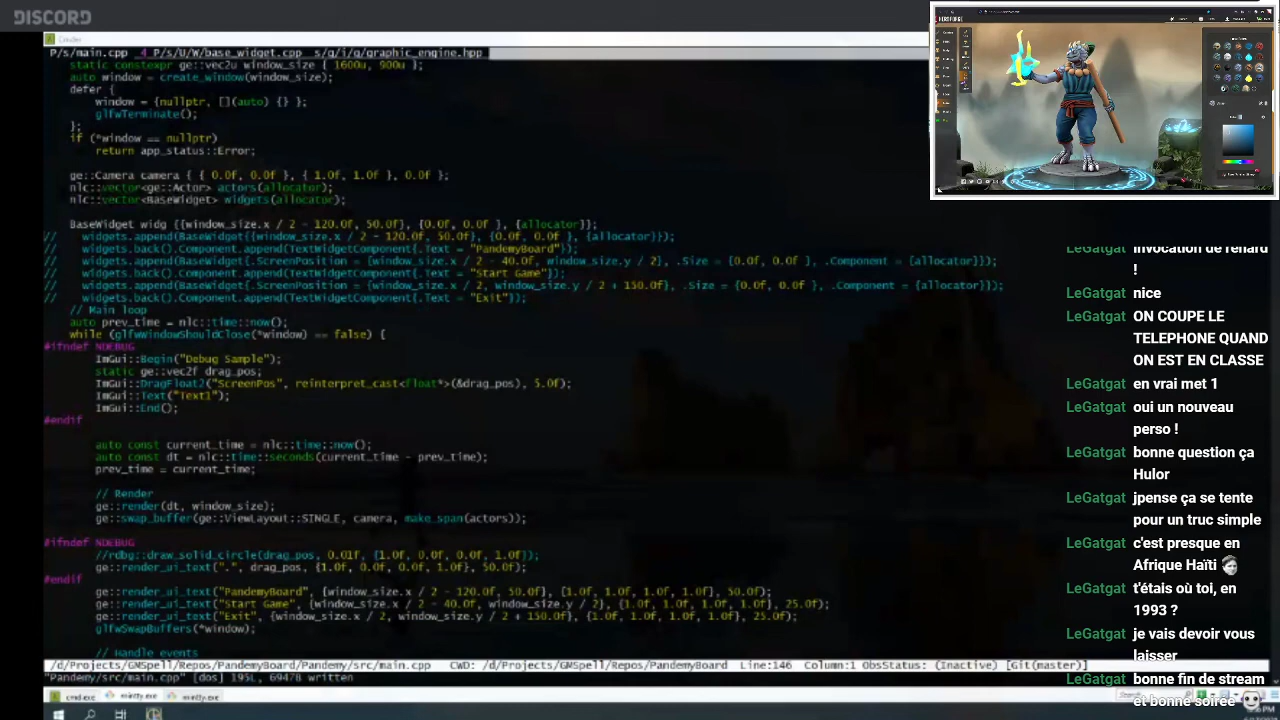 DISCORD
Cmder
P/s/main.cpp  4 P/s/U/W/base_widget.cpp  s/g/i/g/graphic_engine.hpp
static constexpr ge::vec2u window_size { 1600u, 900u };
auto window = create_window(window_size);
defer {
window = {nullptr, [](auto) {} };
glfwTerminate();
};
if (*window == nullptr)
return app_status::Error;
ge::Camera camera { { 0.0f, 0.0f }, { 1.0f, 1.0f }, 0.0f };
nlc::vector<ge::Actor> actors(allocator);
nlc::vector<BaseWidget> widgets(allocator);
BaseWidget widg {{window_size.x / 2 - 120.0f, 50.0f}, {0.0f, 0.0f }, {allocator}};
//    widgets.append(BaseWidget{{window_size.x / 2 - 120.0f, 50.0f}, {0.0f, 0.0f }, {allocator}});
//    widgets.back().Component.append(TextWidgetComponent{.Text = "PandemyBoard"});
//    widgets.append(BaseWidget{.ScreenPosition = {window_size.x / 2 - 40.0f, window_size.y / 2}, .Size = {0.0f, 0.0f }, .Component = {allocator}});
//    widgets.back().Component.append(TextWidgetComponent{.Text = "Start Game"});
//    widgets.append(BaseWidget{.ScreenPosition = {window_size.x / 2, window_size.y / 2 + 150.0f}, .Size = {0.0f, 0.0f }, .Component = {allocator}});
//    widgets.back().Component.append(TextWidgetComponent{.Text = "Exit"});
// Main loop
auto prev_time = nlc::time::now();
while (glfwWindowShouldClose(*window) == false) {
#ifndef NDEBUG
ImGui::Begin("Debug Sample");
static ge::vec2f drag_pos;
ImGui::DragFloat2("ScreenPos", reinterpret_cast<float*>(&drag_pos), 5.0f);
ImGui::Text("Text1");
ImGui::End();
#endif
auto const current_time = nlc::time::now();
auto const dt = nlc::time::seconds(current_time - prev_time);
prev_time = current_time;
// Render
ge::render(dt, window_size);
ge::swap_buffer(ge::ViewLayout::SINGLE, camera, make_span(actors));
#ifndef NDEBUG
//rdbg::draw_solid_circle(drag_pos, 0.01f, {1.0f, 0.0f, 0.0f, 1.0f});
ge::render_ui_text(".", drag_pos, {1.0f, 0.0f, 0.0f, 1.0f}, 50.0f);
#endif
ge::render_ui_text("PandemyBoard", {window_size.x / 2 - 120.0f, 50.0f}, {1.0f, 1.0f, 1.0f, 1.0f}, 50.0f);
ge::render_ui_text("Start Game", {window_size.x / 2 - 40.0f, window_size.y / 2}, {1.0f, 1.0f, 1.0f, 1.0f}, 25.0f);
ge::render_ui_text("Exit", {window_size.x / 2, window_size.y / 2 + 150.0f}, {1.0f, 1.0f, 1.0f, 1.0f}, 25.0f);
glfwSwapBuffers(*window);
// Handle events
/d/Projects/GMSpell/Repos/PandemyBoard/Pandemy/src/main.cpp   CWD: /d/Projects/GMSpell/Repos/PandemyBoard   Line:146   Column:1  ObsStatus: (Inactive) [Git(master)]
"Pandemy/src/main.cpp" [dos] 195L, 6947B written
cmd.exe
mintty.exe
mintty.exe
Search
HEROFORGE
LeGatgat invocation de renard
!
LeGatgat nice
LeGatgat ON COUPE LE
TELEPHONE QUAND
ON EST EN CLASSE
LeGatgat en vrai met 1
LeGatgat oui un nouveau
perso !
LeGatgat bonne question ça
Hulor
LeGatgat jpense ça se tente
pour un truc simple
LeGatgat c'est presque en
Afrique Haïti
LeGatgat t'étais où toi, en
1993 ?
LeGatgat je vais devoir vous
laisser
LeGatgat bonne fin de stream
et bonne soirée